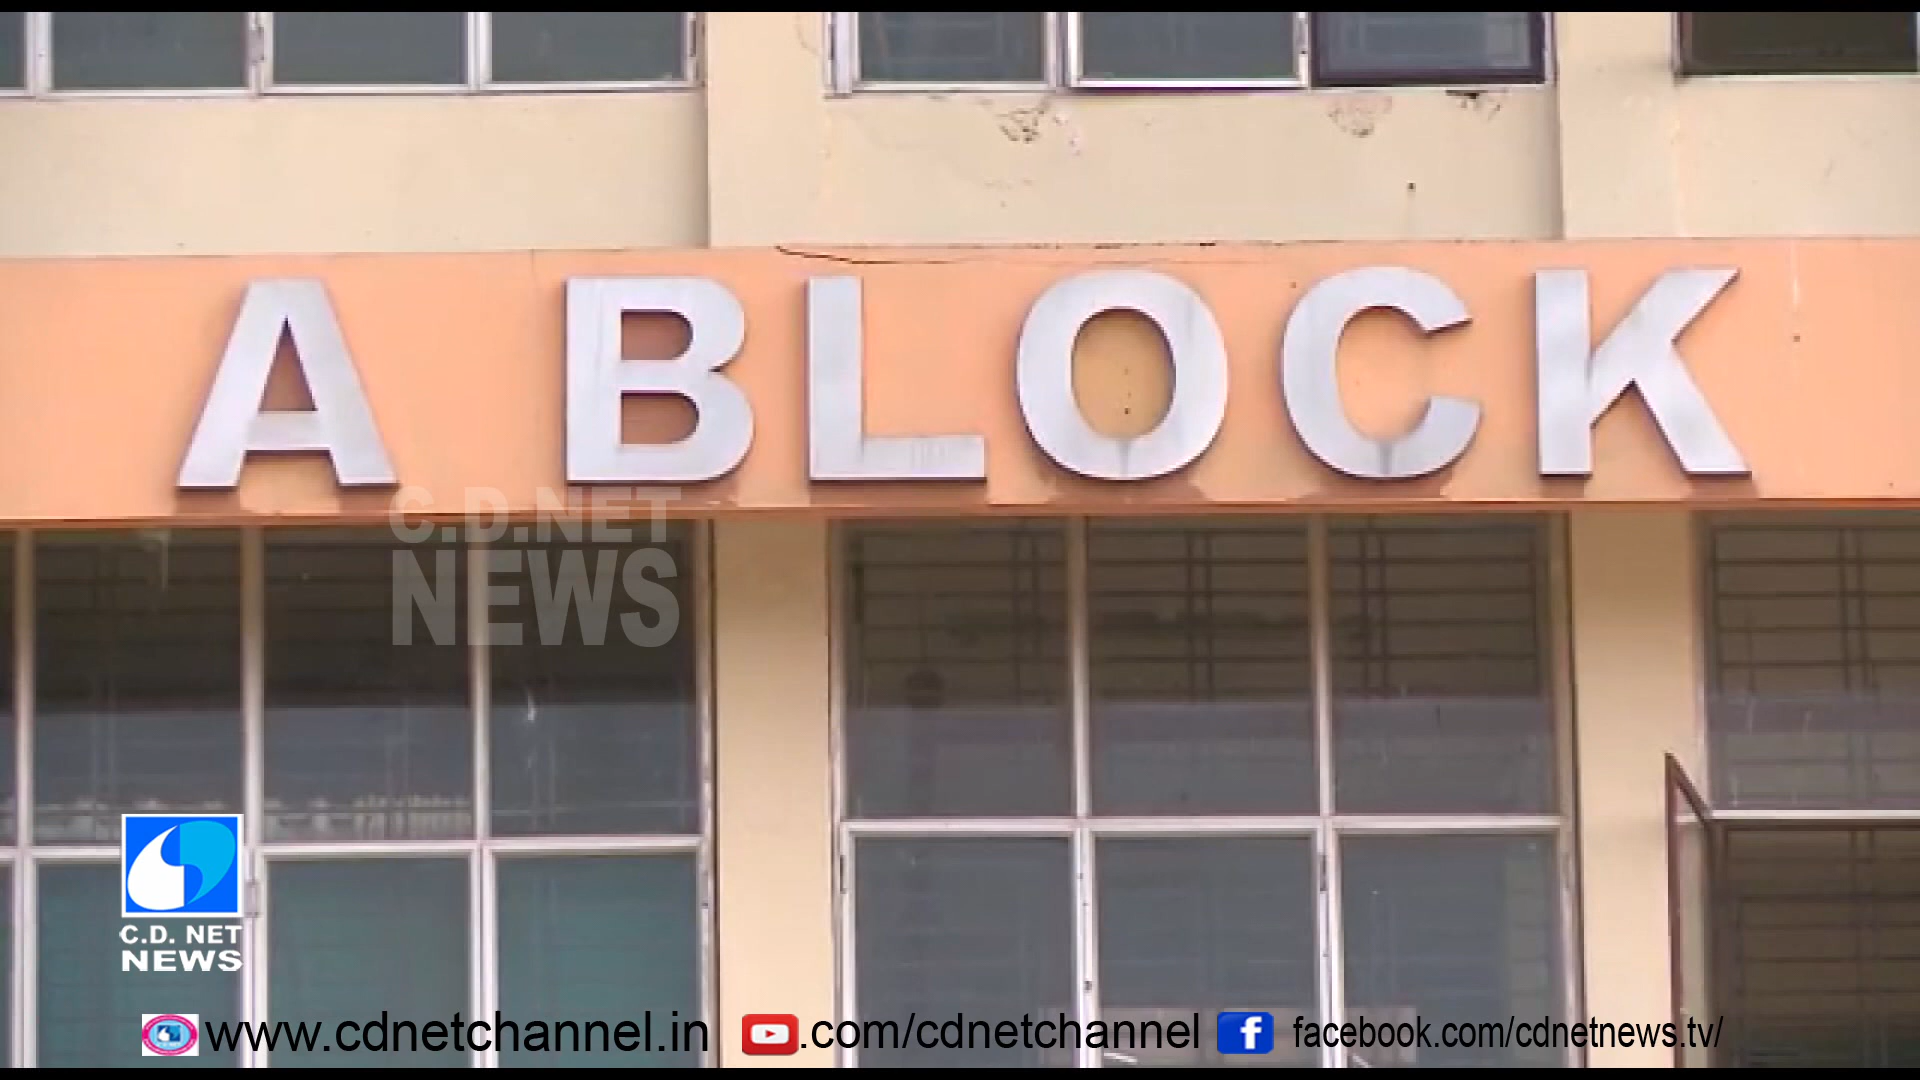 A BLOCK
C.D.NET
NEWS
C.D. NET
NEWS
www.cdnetchannel.in
.com/cdnetchannel
facebook.com/cdnetnews.tv/